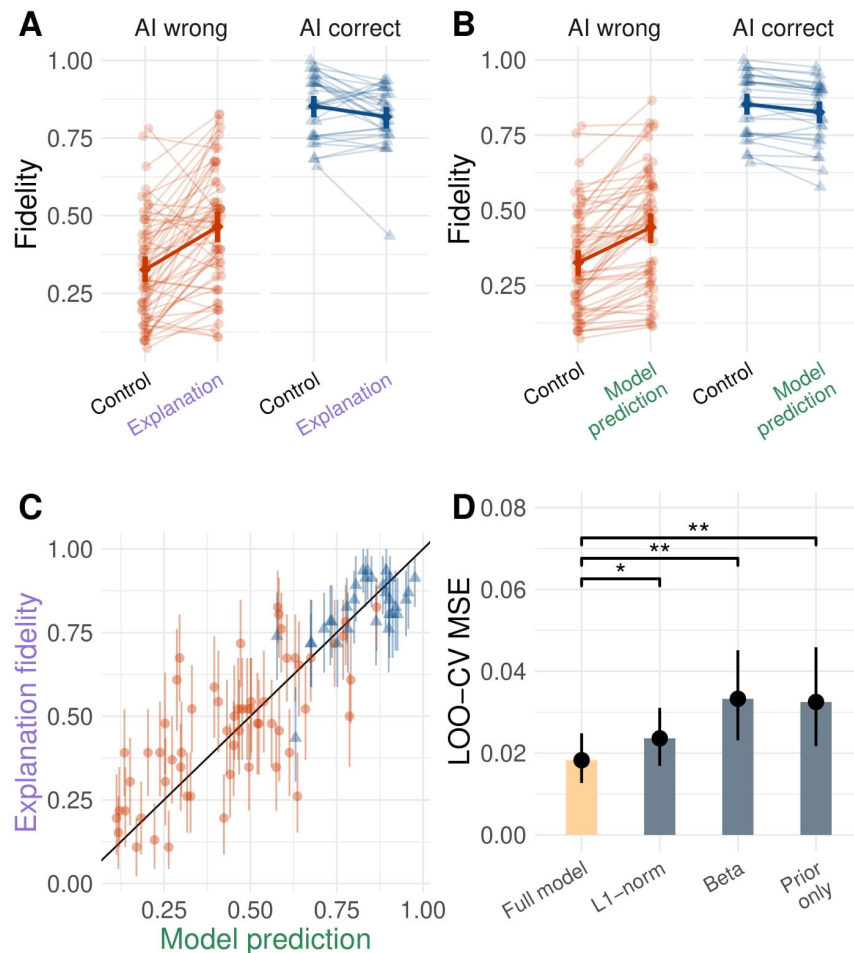 A
AI wrong
AI correct
Fidelity
1.00
0.75
0.50
0.25
Control
Explanation
Control
Explanation
B
AI wrong
AI correct
Fidelity
1.00
0.75
0.50
0.25
Control
Model
prediction
Control
Model
prediction
C
Explanation fidelity
1.00
0.75
0.50
0.25
0.00
0.25
0.50
0.75
1.00
Model prediction
D
LOO-CV MSE
0.08
0.06
0.04
0.02
0.00
**
**
*
Full model
L1-norm
Beta
Prior
only